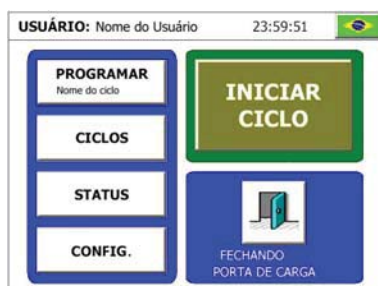 USUÁRIO: Nome do Usuário 23:59:51
PROGRAMAR
Nome do ciclo
INICIAR
CICLO
CICLOS
STATUS
CONFIG.
FECHANDO
PORTA DE CARGA